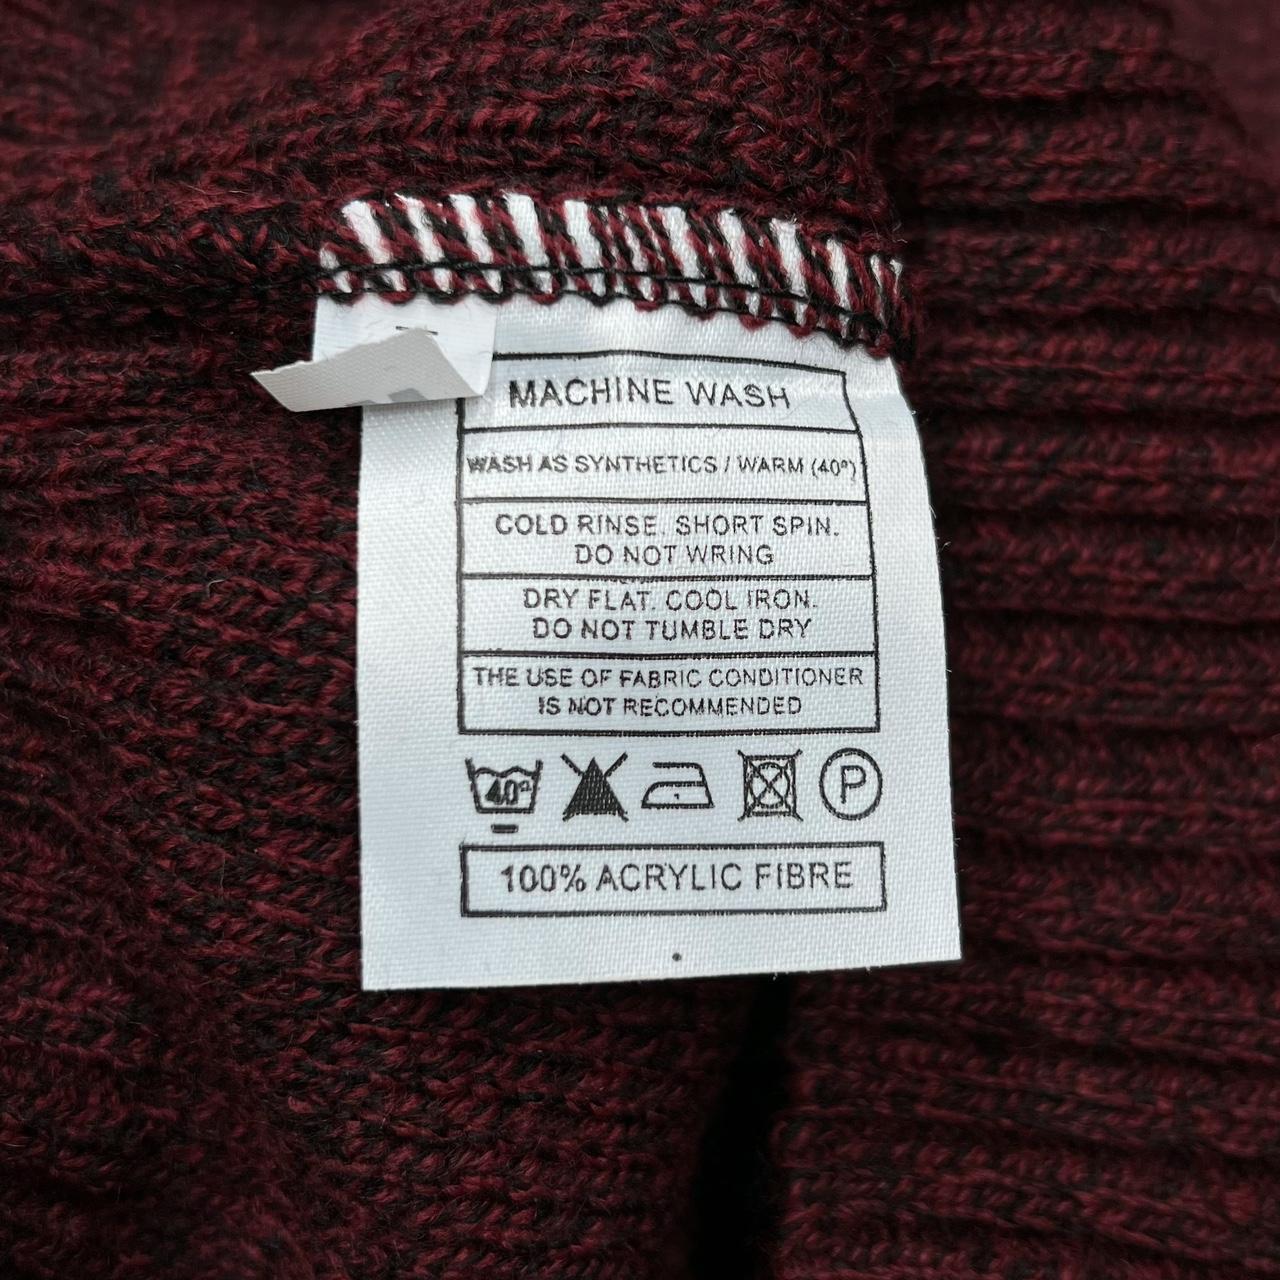 MACHINE WASH
WASH AS SYNTHETICS / WARM (40°)
COLD RINSE. SHORT SPIN.
DO NOT WRING
DRY FLAT. COOL IRON.
DO NOT TUMBLE DRY
THE USE OF FABRIC CONDITIONER
IS NOT RECOMMENDED
40° P
100% ACRYLIC FIBRE